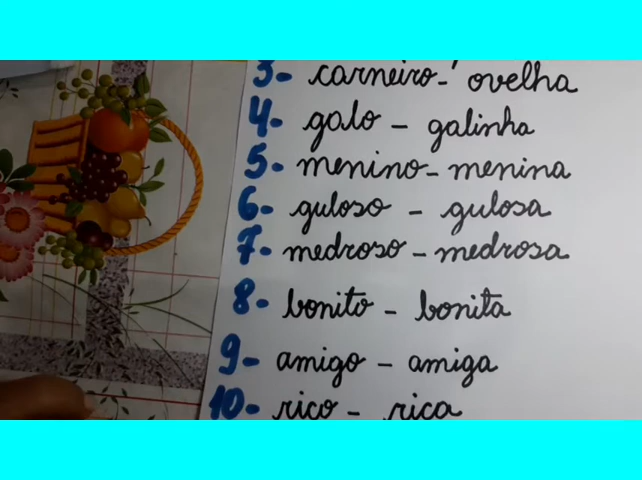 3- carneiro - ovelha
4- galo - galinha
5- menino - menina
6- guloso - gulosa
7- medroso - medrosa
8- bonito - bonita
9- amigo - amiga
10- rico - rica